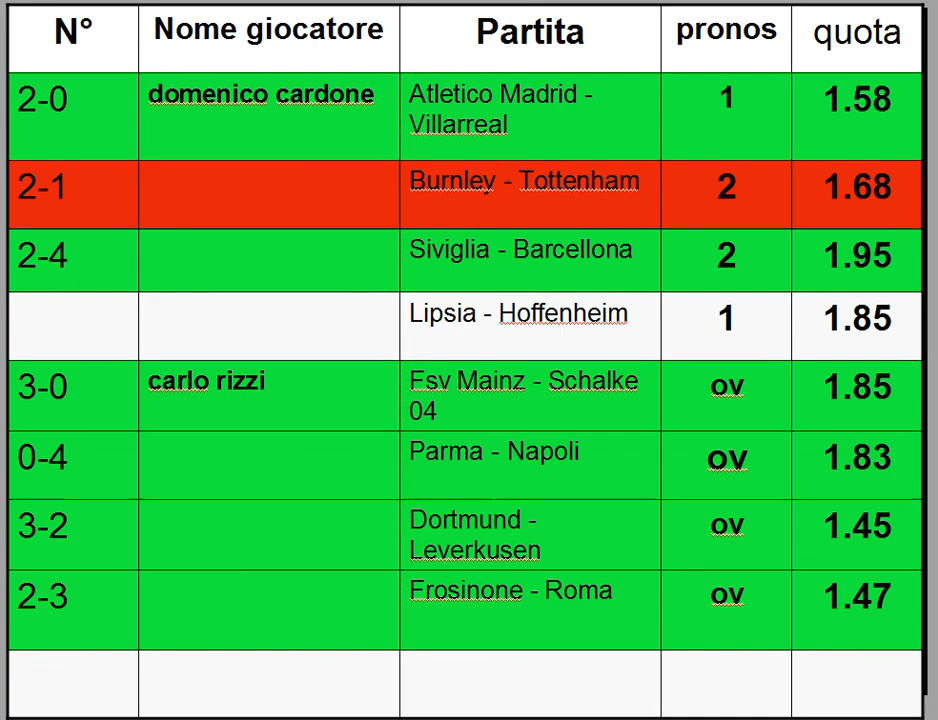 N° Nome giocatore Partita pronos quota
2-0 domenico cardone Atletico Madrid - 1 1.58
Villarreal
2-1 Burnley - Tottenham 2 1.68
2-4 Siviglia - Barcellona 2 1.95
Lipsia - Hoffenheim 1 1.85
3-0 carlo rizzi Fsv Mainz - Schalke ov 1.85
04
0-4 Parma - Napoli ov 1.83
3-2 Dortmund - ov 1.45
Leverkusen
2-3 Frosinone - Roma ov 1.47